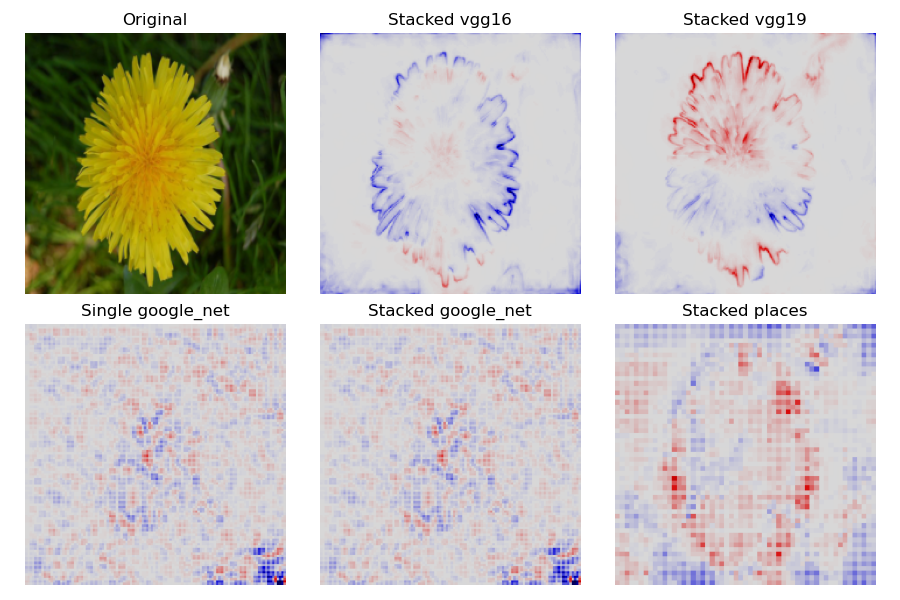 Original
Stacked vgg16
Stacked vgg19
Single google_net
Stacked google_net
Stacked places